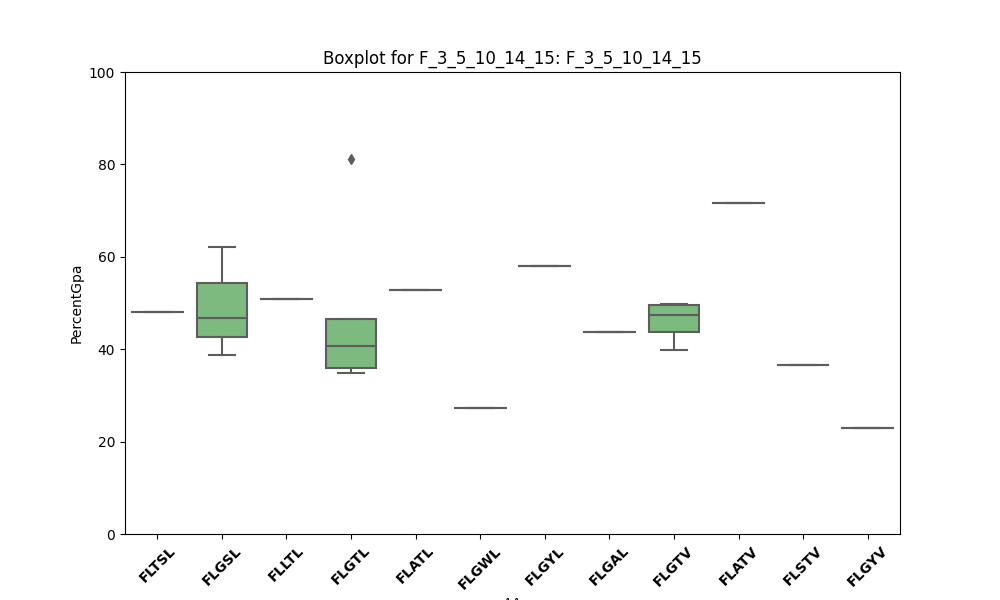 Boxplot for F_3_5_10_14_15: F_3_5_10_14_15
PercentGpa
100
80
60
40
20
0
FLTSL
FLGSL
FLLTL
FLGTL
FLATL
FLGWL
FLGYL
FLGAL
FLGTV
FLATV
FLSTV
FLGYV